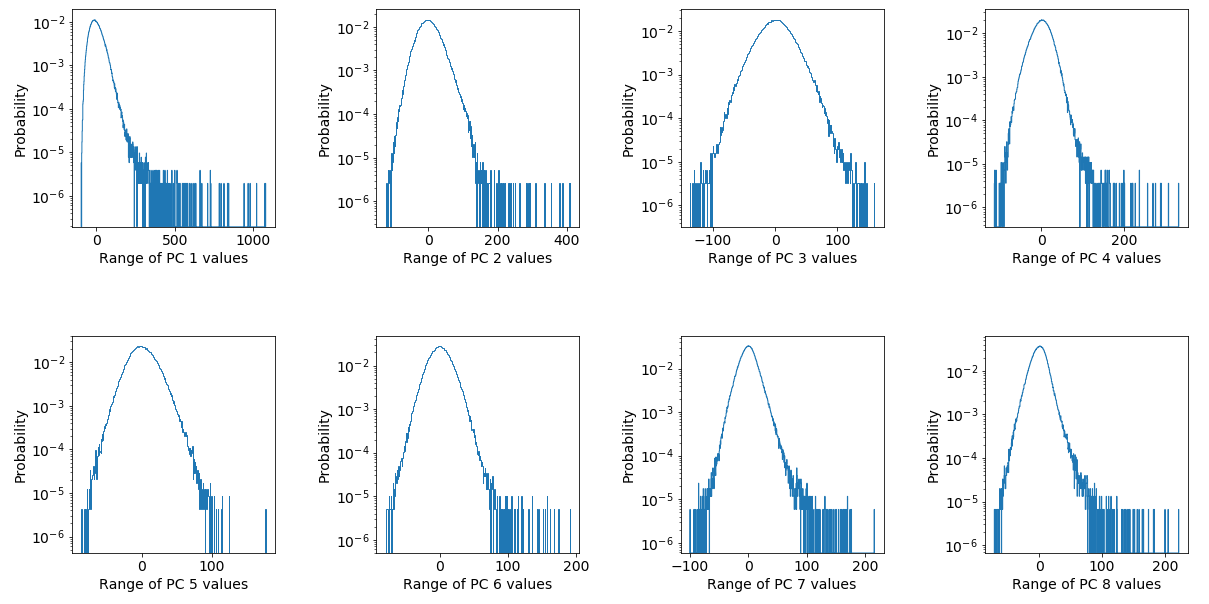 10⁻² 10⁻³ 10⁻⁴ 10⁻⁵ 10⁻⁶
Probability
0 500 1000
Range of PC 1 values
10⁻² 10⁻³ 10⁻⁴ 10⁻⁵ 10⁻⁶
Probability
0 200 400
Range of PC 2 values
10⁻² 10⁻³ 10⁻⁴ 10⁻⁵ 10⁻⁶
Probability
−100 0 100
Range of PC 3 values
10⁻² 10⁻³ 10⁻⁴ 10⁻⁵ 10⁻⁶
Probability
0 200
Range of PC 4 values
10⁻² 10⁻³ 10⁻⁴ 10⁻⁵ 10⁻⁶
Probability
0 100
Range of PC 5 values
10⁻² 10⁻³ 10⁻⁴ 10⁻⁵ 10⁻⁶
Probability
0 100 200
Range of PC 6 values
10⁻² 10⁻³ 10⁻⁴ 10⁻⁵ 10⁻⁶
Probability
−100 0 100 200
Range of PC 7 values
10⁻² 10⁻³ 10⁻⁴ 10⁻⁵ 10⁻⁶
Probability
0 100 200
Range of PC 8 values